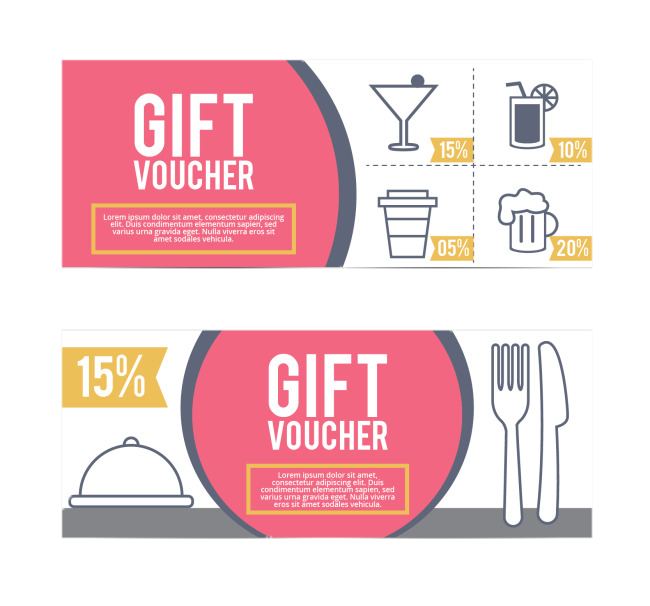 GIFT
VOUCHER
Lorem ipsum dolor sit amet, consectetur adipiscing
elit. Duis condimentum elementum sapien, sed
varius urna gravida eget. Nulla viverra eros sit
amet sodales vehicula.
15%
10%
05%
20%
15%
GIFT
VOUCHER
Lorem ipsum dolor sit amet,
consectetur adipiscing elit. Duis
condimentum elementum sapien, sed
varius urna gravida eget. Nulla viverra
eros sit amet sodales vehicula.